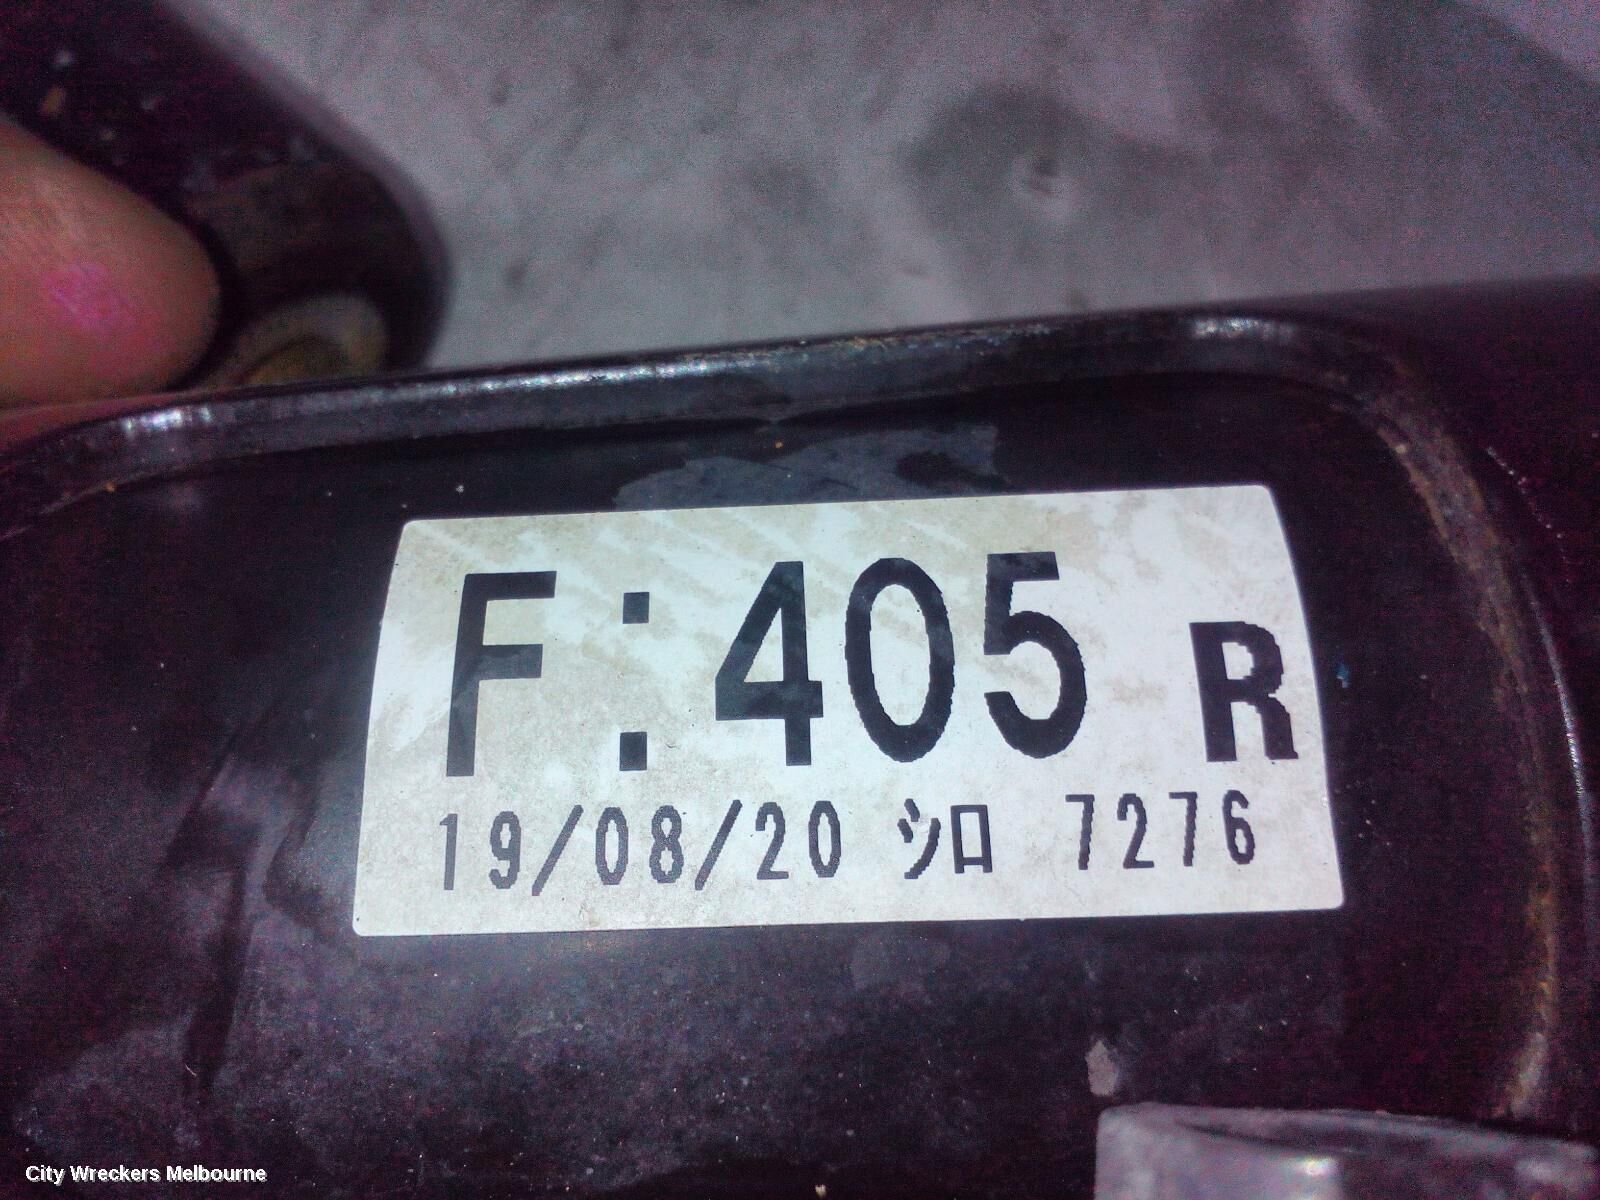 F:405 R
19/08/20 ｼﾛ 7276
City Wreckers Melbourne